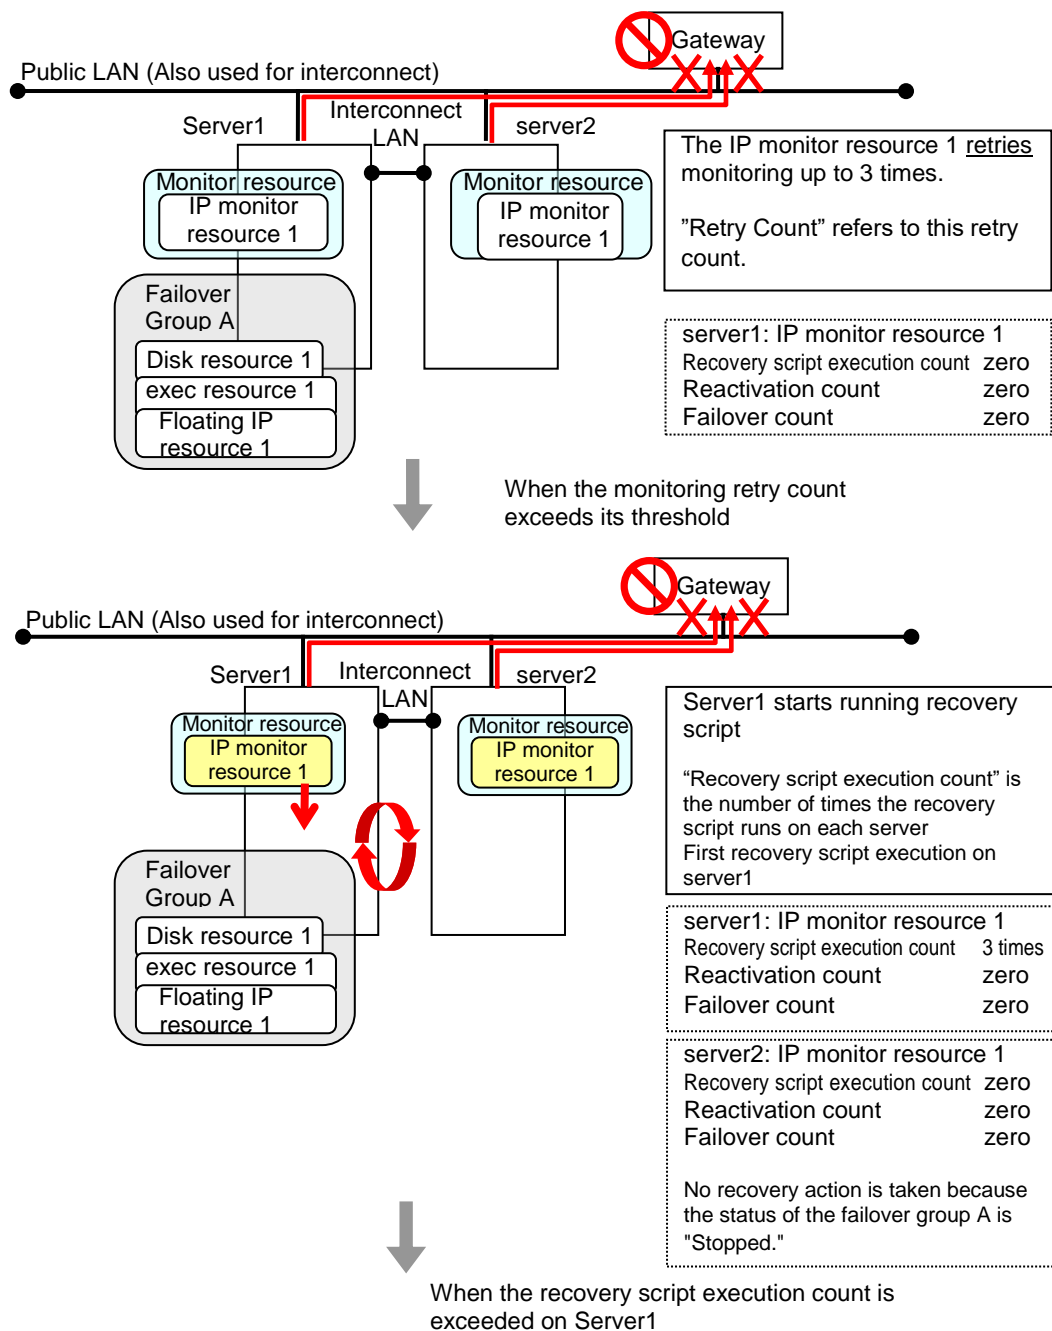 Gateway
Public LAN (Also used for interconnect)
Interconnect
LAN
Server1
server2
Monitor resource
IP monitor
resource 1
Monitor resource
IP monitor
resource 1
The IP monitor resource 1 retries
monitoring up to 3 times.
”Retry Count” refers to this retry
count.
Failover
Group A
Disk resource 1
exec resource 1
Floating IP
resource 1
server1: IP monitor resource 1
Recovery script execution count zero
Reactivation count zero
Failover count zero
When the monitoring retry count
exceeds its threshold
Gateway
Public LAN (Also used for interconnect)
Server1
Interconnect
LAN
server2
Monitor resource
IP monitor
resource 1
Monitor resource
IP monitor
resource 1
Server1 starts running recovery
script
“Recovery script execution count” is
the number of times the recovery
script runs on each server
First recovery script execution on
server1
Failover
Group A
Disk resource 1
exec resource 1
Floating IP
resource 1
server1: IP monitor resource 1
Recovery script execution count 3 times
Reactivation count zero
Failover count zero
server2: IP monitor resource 1
Recovery script execution count zero
Reactivation count zero
Failover count zero
No recovery action is taken because
the status of the failover group A is
"Stopped."
When the recovery script execution count is
exceeded on Server1